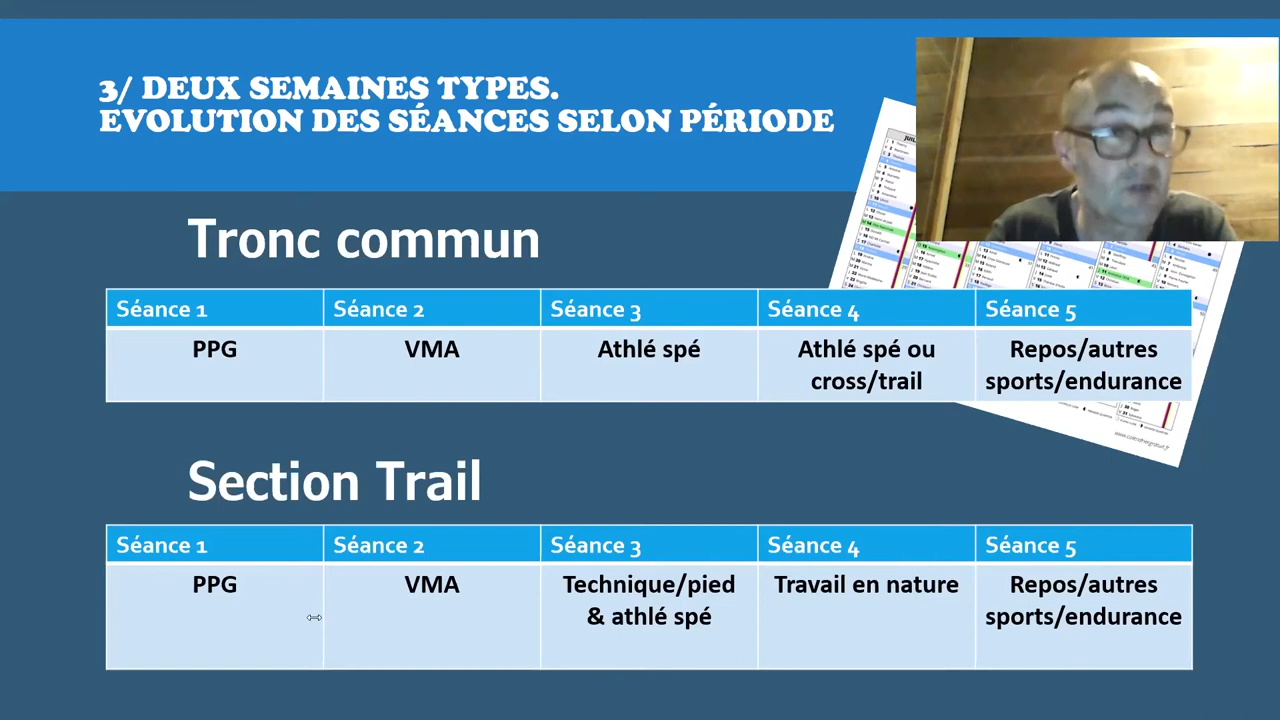 3/ DEUX SEMAINES TYPES.
EVOLUTION DES SÉANCES SELON PÉRIODE
Tronc commun
Séance 1 Séance 2 Séance 3 Séance 4 Séance 5
PPG VMA Athlé spé Athlé spé ou Repos/autres
cross/trail sports/endurance
Section Trail
Séance 1 Séance 2 Séance 3 Séance 4 Séance 5
PPG VMA Technique/pied Travail en nature Repos/autres
& athlé spé sports/endurance